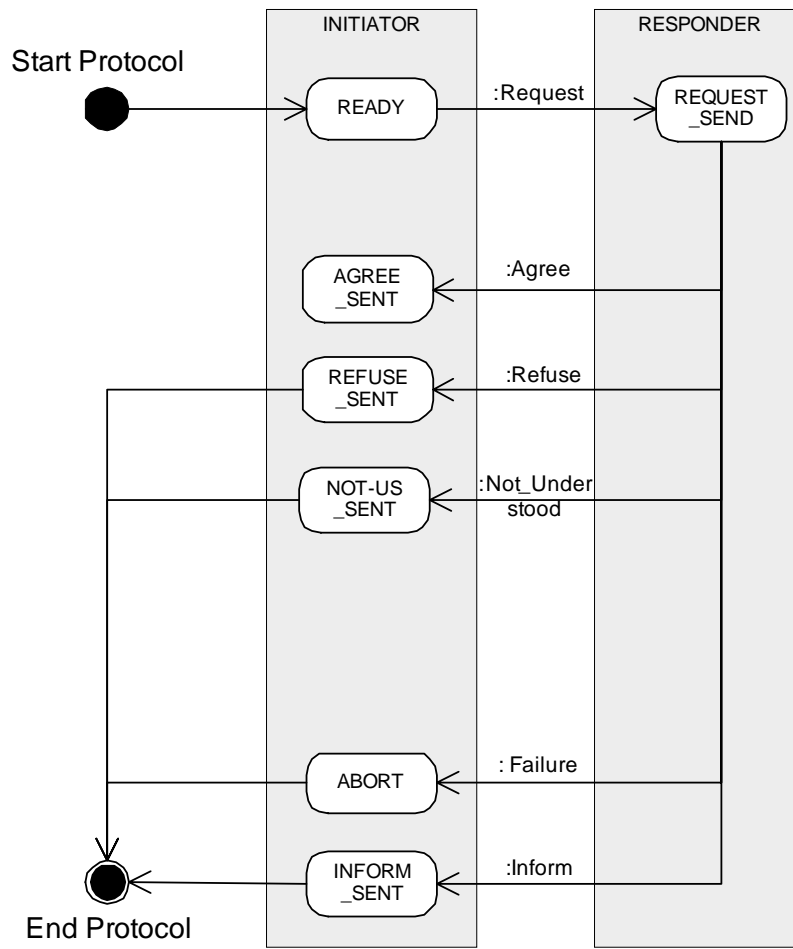 INITIATOR
RESPONDER
Start Protocol
READY
:Request
REQUEST
_SEND
AGREE
_SENT
:Agree
REFUSE
_SENT
:Refuse
NOT-US
_SENT
:Not_Under
stood
ABORT
: Failure
INFORM
_SENT
:Inform
End Protocol